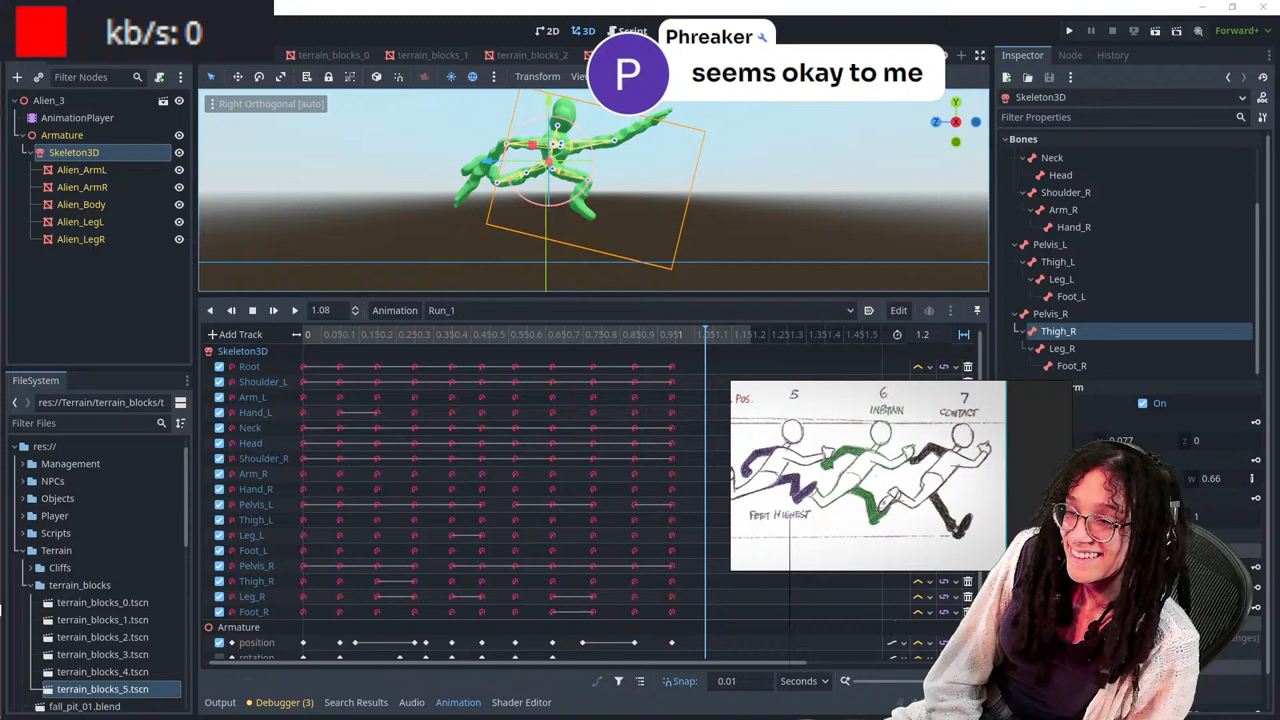 kb/s: 0
2D
3D
Script
Forward+
Phreaker
P
seems okay to me
terrain_blocks_0
terrain_blocks_1
terrain_blocks_2
Inspector
Node
History
Filter Nodes
Transform
Alien_3
AnimationPlayer
Armature
Skeleton3D
Alien_ArmL
Alien_ArmR
Alien_Body
Alien_LegL
Alien_LegR
Right Orthogonal [auto]
Y
Z
X
Skeleton3D
Filter Properties
Bones
Neck
Head
Shoulder_R
Arm_R
Hand_R
Pelvis_L
Thigh_L
Leg_L
Foot_L
Pelvis_R
Thigh_R
Leg_R
Foot_R
On
0.077
z 0
w 0.66
1.08
Animation
Run_1
Edit
Add Track
1.2
Skeleton3D
Root
Shoulder_L
Arm_L
Hand_L
Neck
Head
Shoulder_R
Arm_R
Hand_R
Pelvis_L
Thigh_L
Leg_L
Foot_L
Pelvis_R
Thigh_R
Leg_R
Foot_R
Armature
position
rotation
Pos.
5
6
7
INBTWN
CONTACT
FEET HIGHEST
FileSystem
res://Terrain/terrain_blocks/t
Filter Files
res://
Management
NPCs
Objects
Player
Scripts
Terrain
Cliffs
terrain_blocks
terrain_blocks_0.tscn
terrain_blocks_1.tscn
terrain_blocks_2.tscn
terrain_blocks_3.tscn
terrain_blocks_4.tscn
terrain_blocks_5.tscn
fall_pit_01.blend
Snap:
0.01
Seconds
Output
Debugger (3)
Search Results
Audio
Animation
Shader Editor